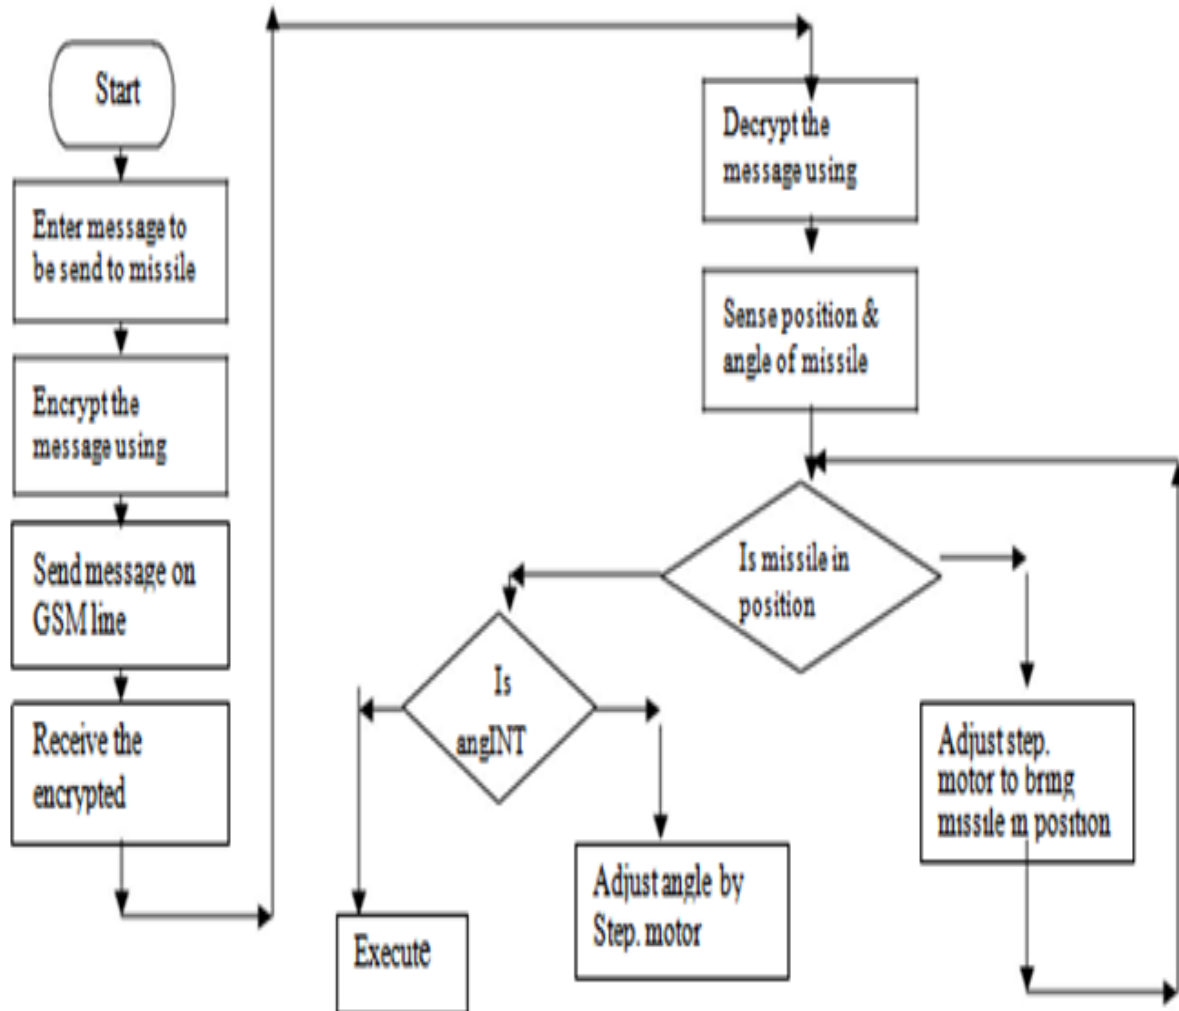 Start
Enter message to
be send to missile
Encrypt the
message using
Send message on
GSM line
Receive the
encrypted
Decrypt the
message using
Sense position &
angle of missile
Is missile in
position
Is
angINT
Execute
Adjust angle by
Step. motor
Adjust step.
motor to bring
missile in position